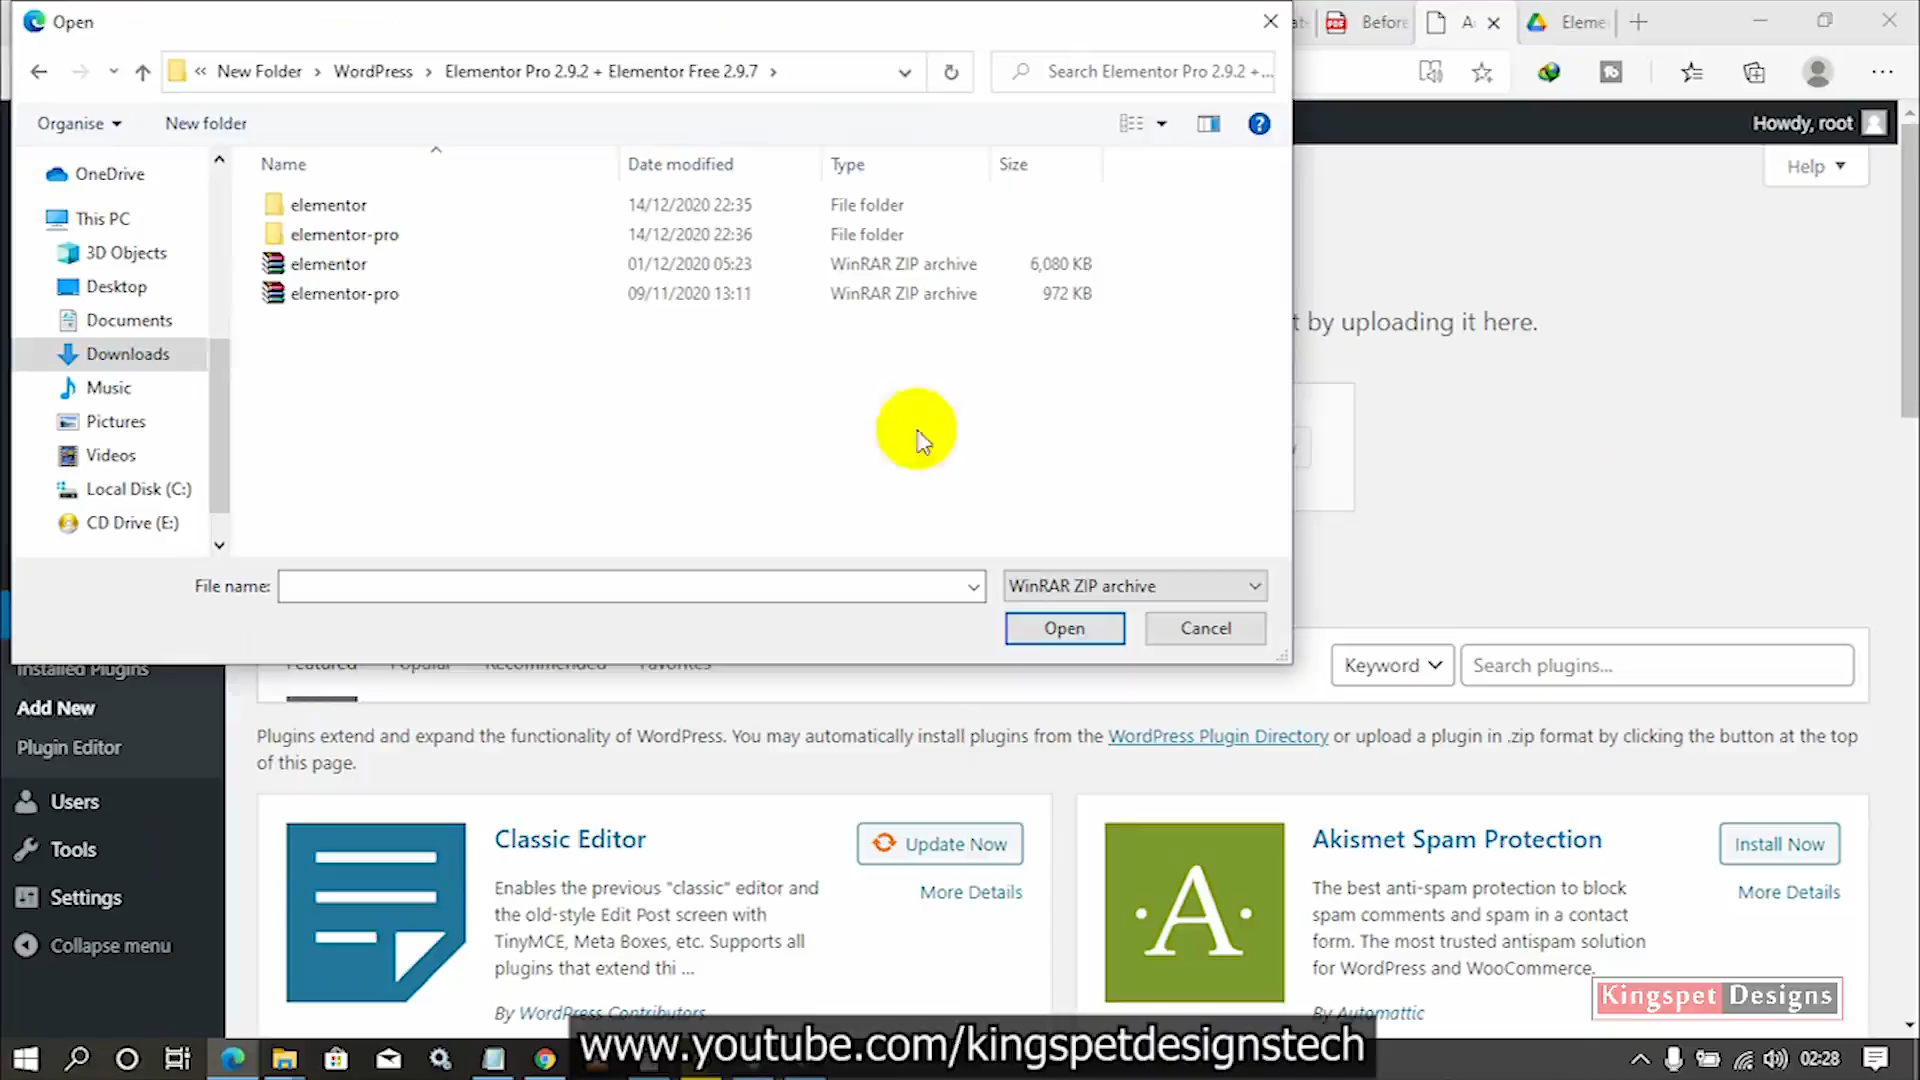 Open
Before
A
Eleme
« New Folder > WordPress > Elementor Pro 2.9.2 + Elementor Free 2.9.7 >
Search Elementor Pro 2.9.2 +...
Organise
New folder
Howdy, root
Help
Name
Date modified
Type
Size
OneDrive
This PC
3D Objects
Desktop
Documents
Downloads
Music
Pictures
Videos
Local Disk (C:)
CD Drive (E:)
elementor 14/12/2020 22:35 File folder
elementor-pro 14/12/2020 22:36 File folder
elementor 01/12/2020 05:23 WinRAR ZIP archive 6,080 KB
elementor-pro 09/11/2020 13:11 WinRAR ZIP archive 972 KB
t by uploading it here.
File name:
WinRAR ZIP archive
Open
Cancel
Installed Plugins
Add New
Plugin Editor
Users
Tools
Settings
Collapse menu
Featured Popular Recommended Favorites
Keyword
Search plugins...
Plugins extend and expand the functionality of WordPress. You may automatically install plugins from the WordPress Plugin Directory or upload a plugin in .zip format by clicking the button at the top
of this page.
Classic Editor
Update Now
More Details
Enables the previous "classic" editor and
the old-style Edit Post screen with
TinyMCE, Meta Boxes, etc. Supports all
plugins that extend thi ...
By WordPress Contributors
A
Akismet Spam Protection
Install Now
More Details
The best anti-spam protection to block
spam comments and spam in a contact
form. The most trusted antispam solution
for WordPress and WooCommerce.
By Automattic
Kingspet Designs
www.youtube.com/kingspetdesignstech
02:28